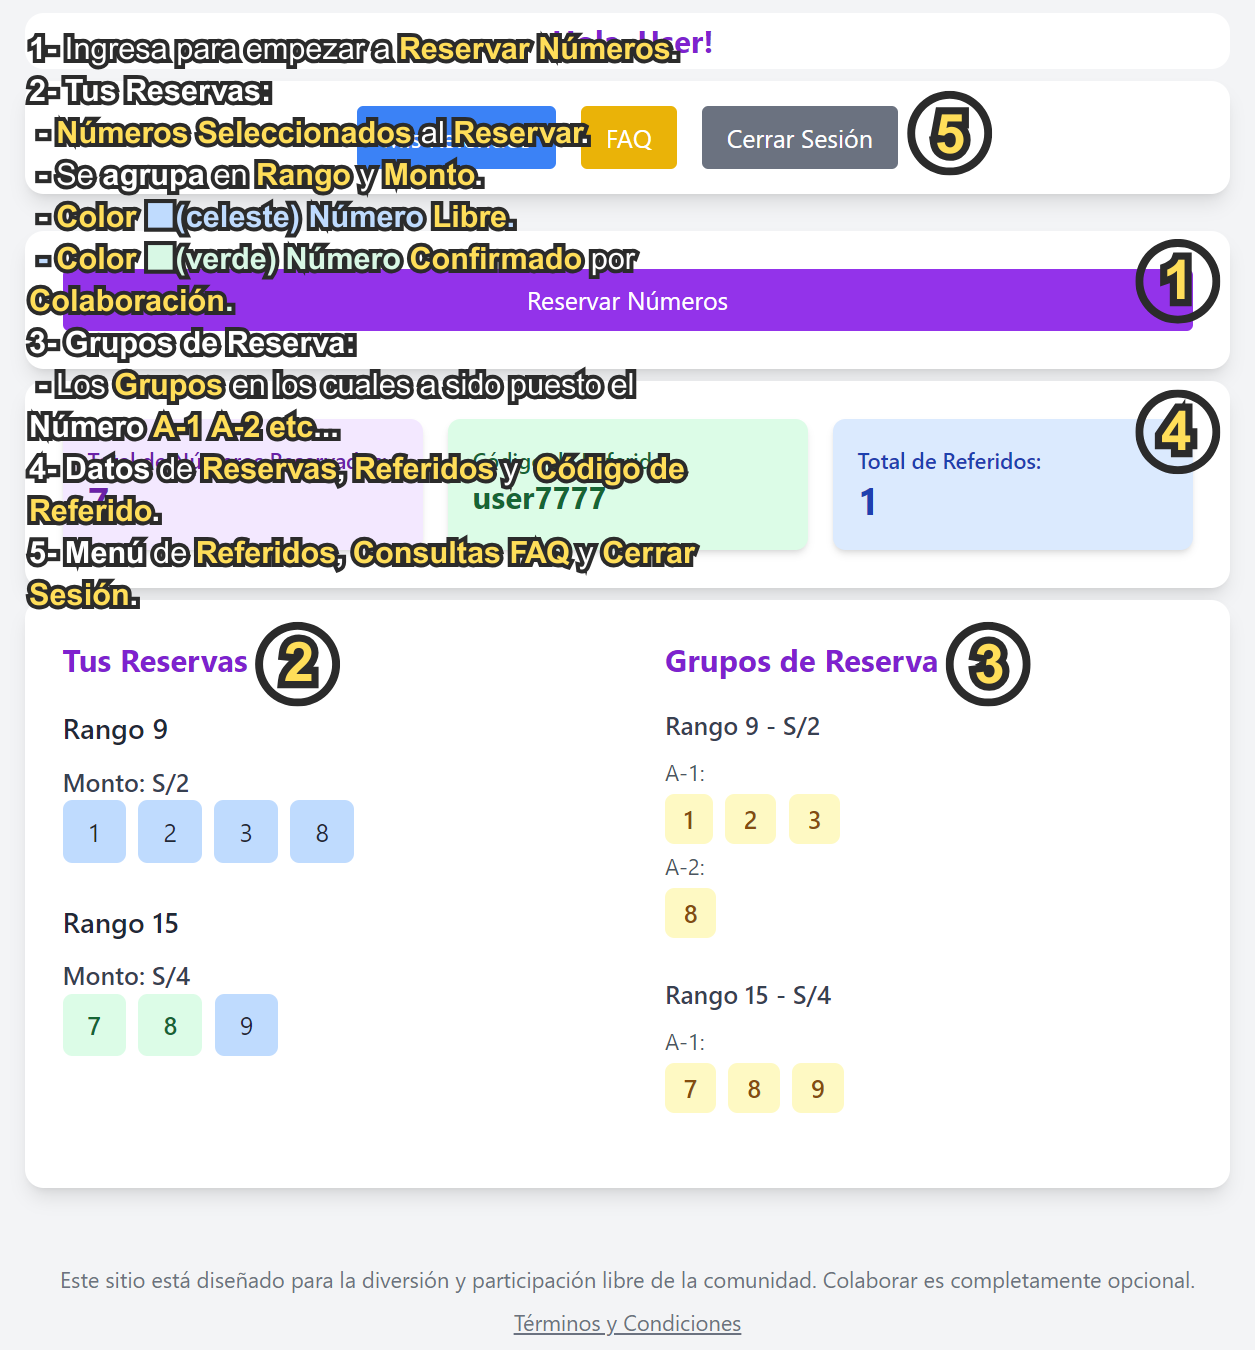 User!
1- Ingresa para empezar a Reservar Números.
2- Tus Reservas:
- Números Seleccionados al Reservar.
FAQ
Cerrar Sesión
5
- Se agrupa en Rango y Monto.
- Color (celeste) Número Libre.
- Color (verde) Número Confirmado por
Colaboración.
Reservar Números
1
3- Grupos de Reserva:
- Los Grupos en los cuales a sido puesto el
Número A-1 A-2 etc...
4- Datos de Reservas, Referidos y Código de
Referido.
7
user7777
Total de Referidos:
1
4
5- Menú de Referidos, Consultas FAQ y Cerrar
Sesión.
Tus Reservas
2
Rango 9
Monto: S/2
1 2 3 8
Rango 15
Monto: S/4
7 8 9
Grupos de Reserva
3
Rango 9 - S/2
A-1:
1 2 3
A-2:
8
Rango 15 - S/4
A-1:
7 8 9
Este sitio está diseñado para la diversión y participación libre de la comunidad. Colaborar es completamente opcional.
Términos y Condiciones